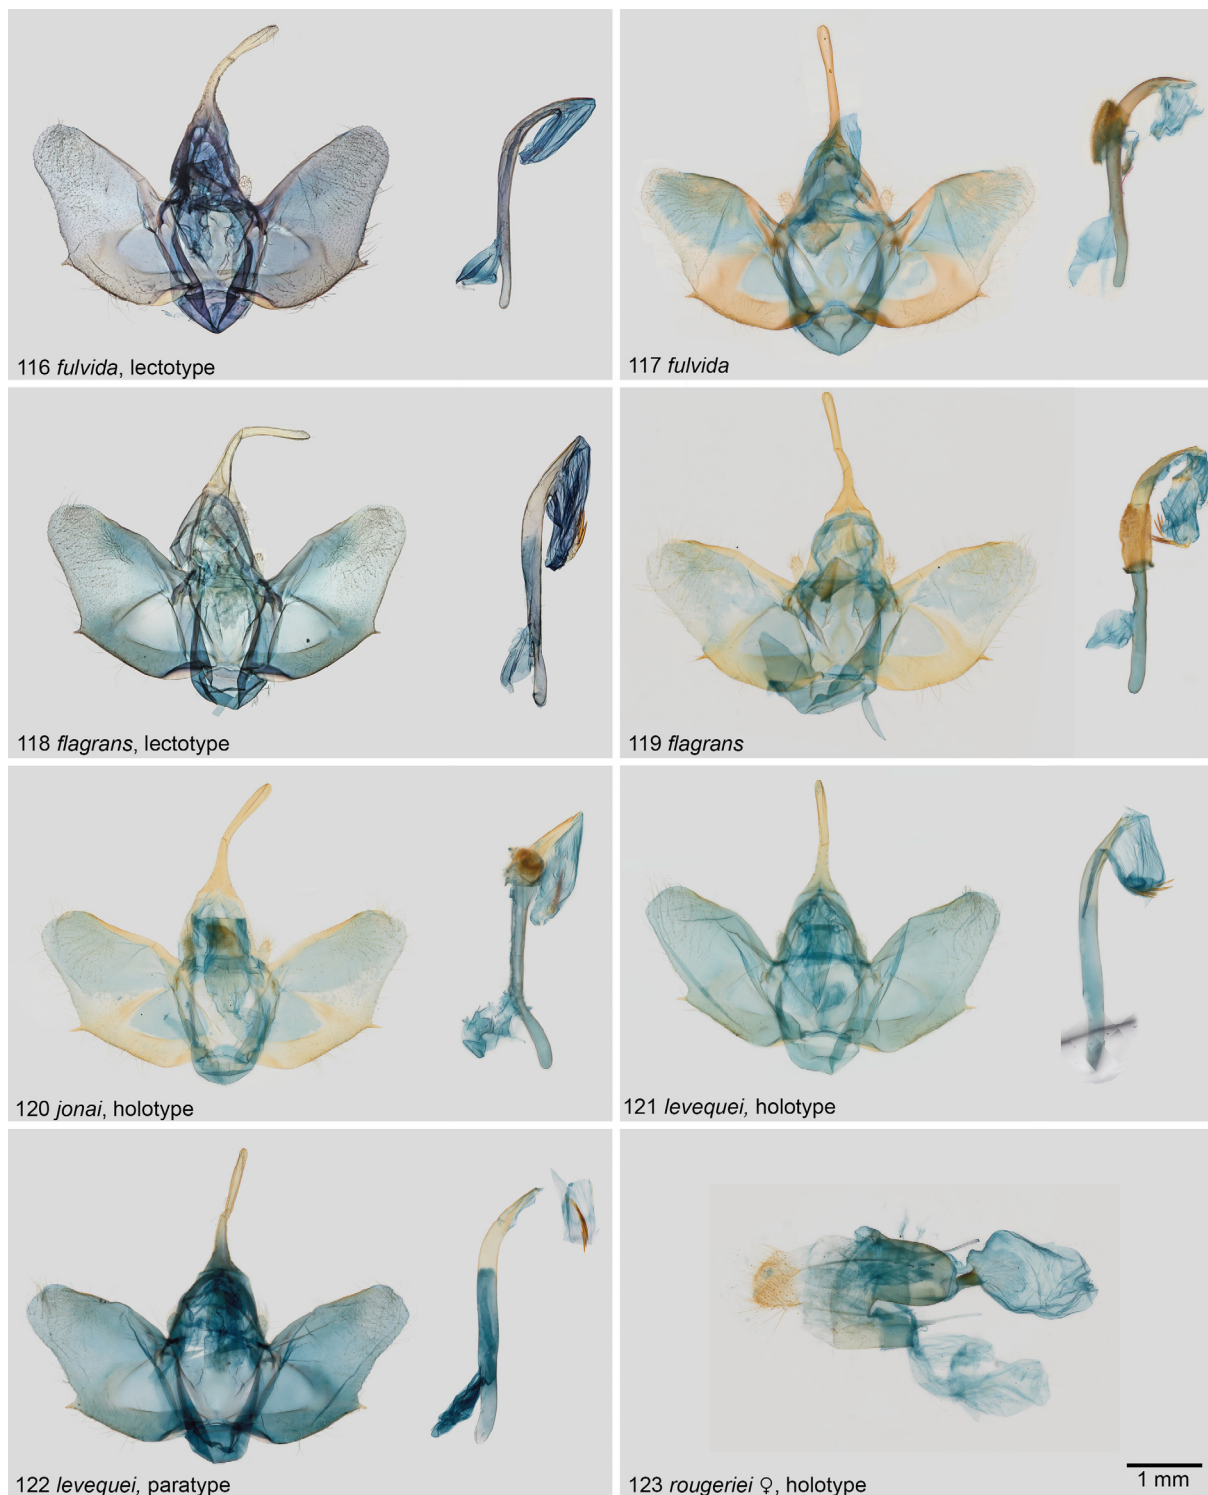 116 fulvida, lectotype
117 fulvida
118 flagrans, lectotype
119 flagrans
120 jonai, holotype
121 levequei, holotype
122 levequei, paratype
123 rougeriei ♀, holotype
1 mm